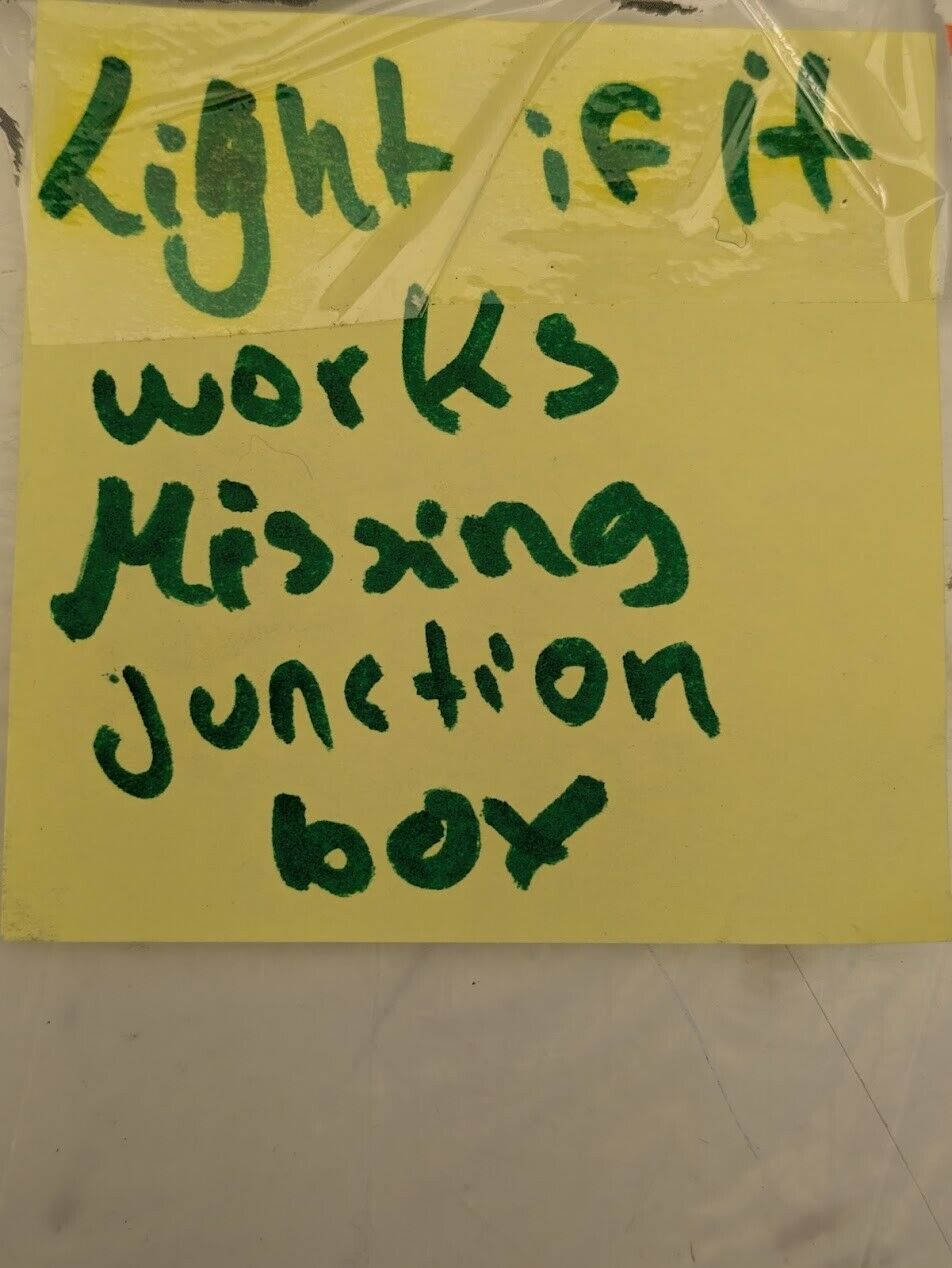 Light if it
works
Missing
junction
box